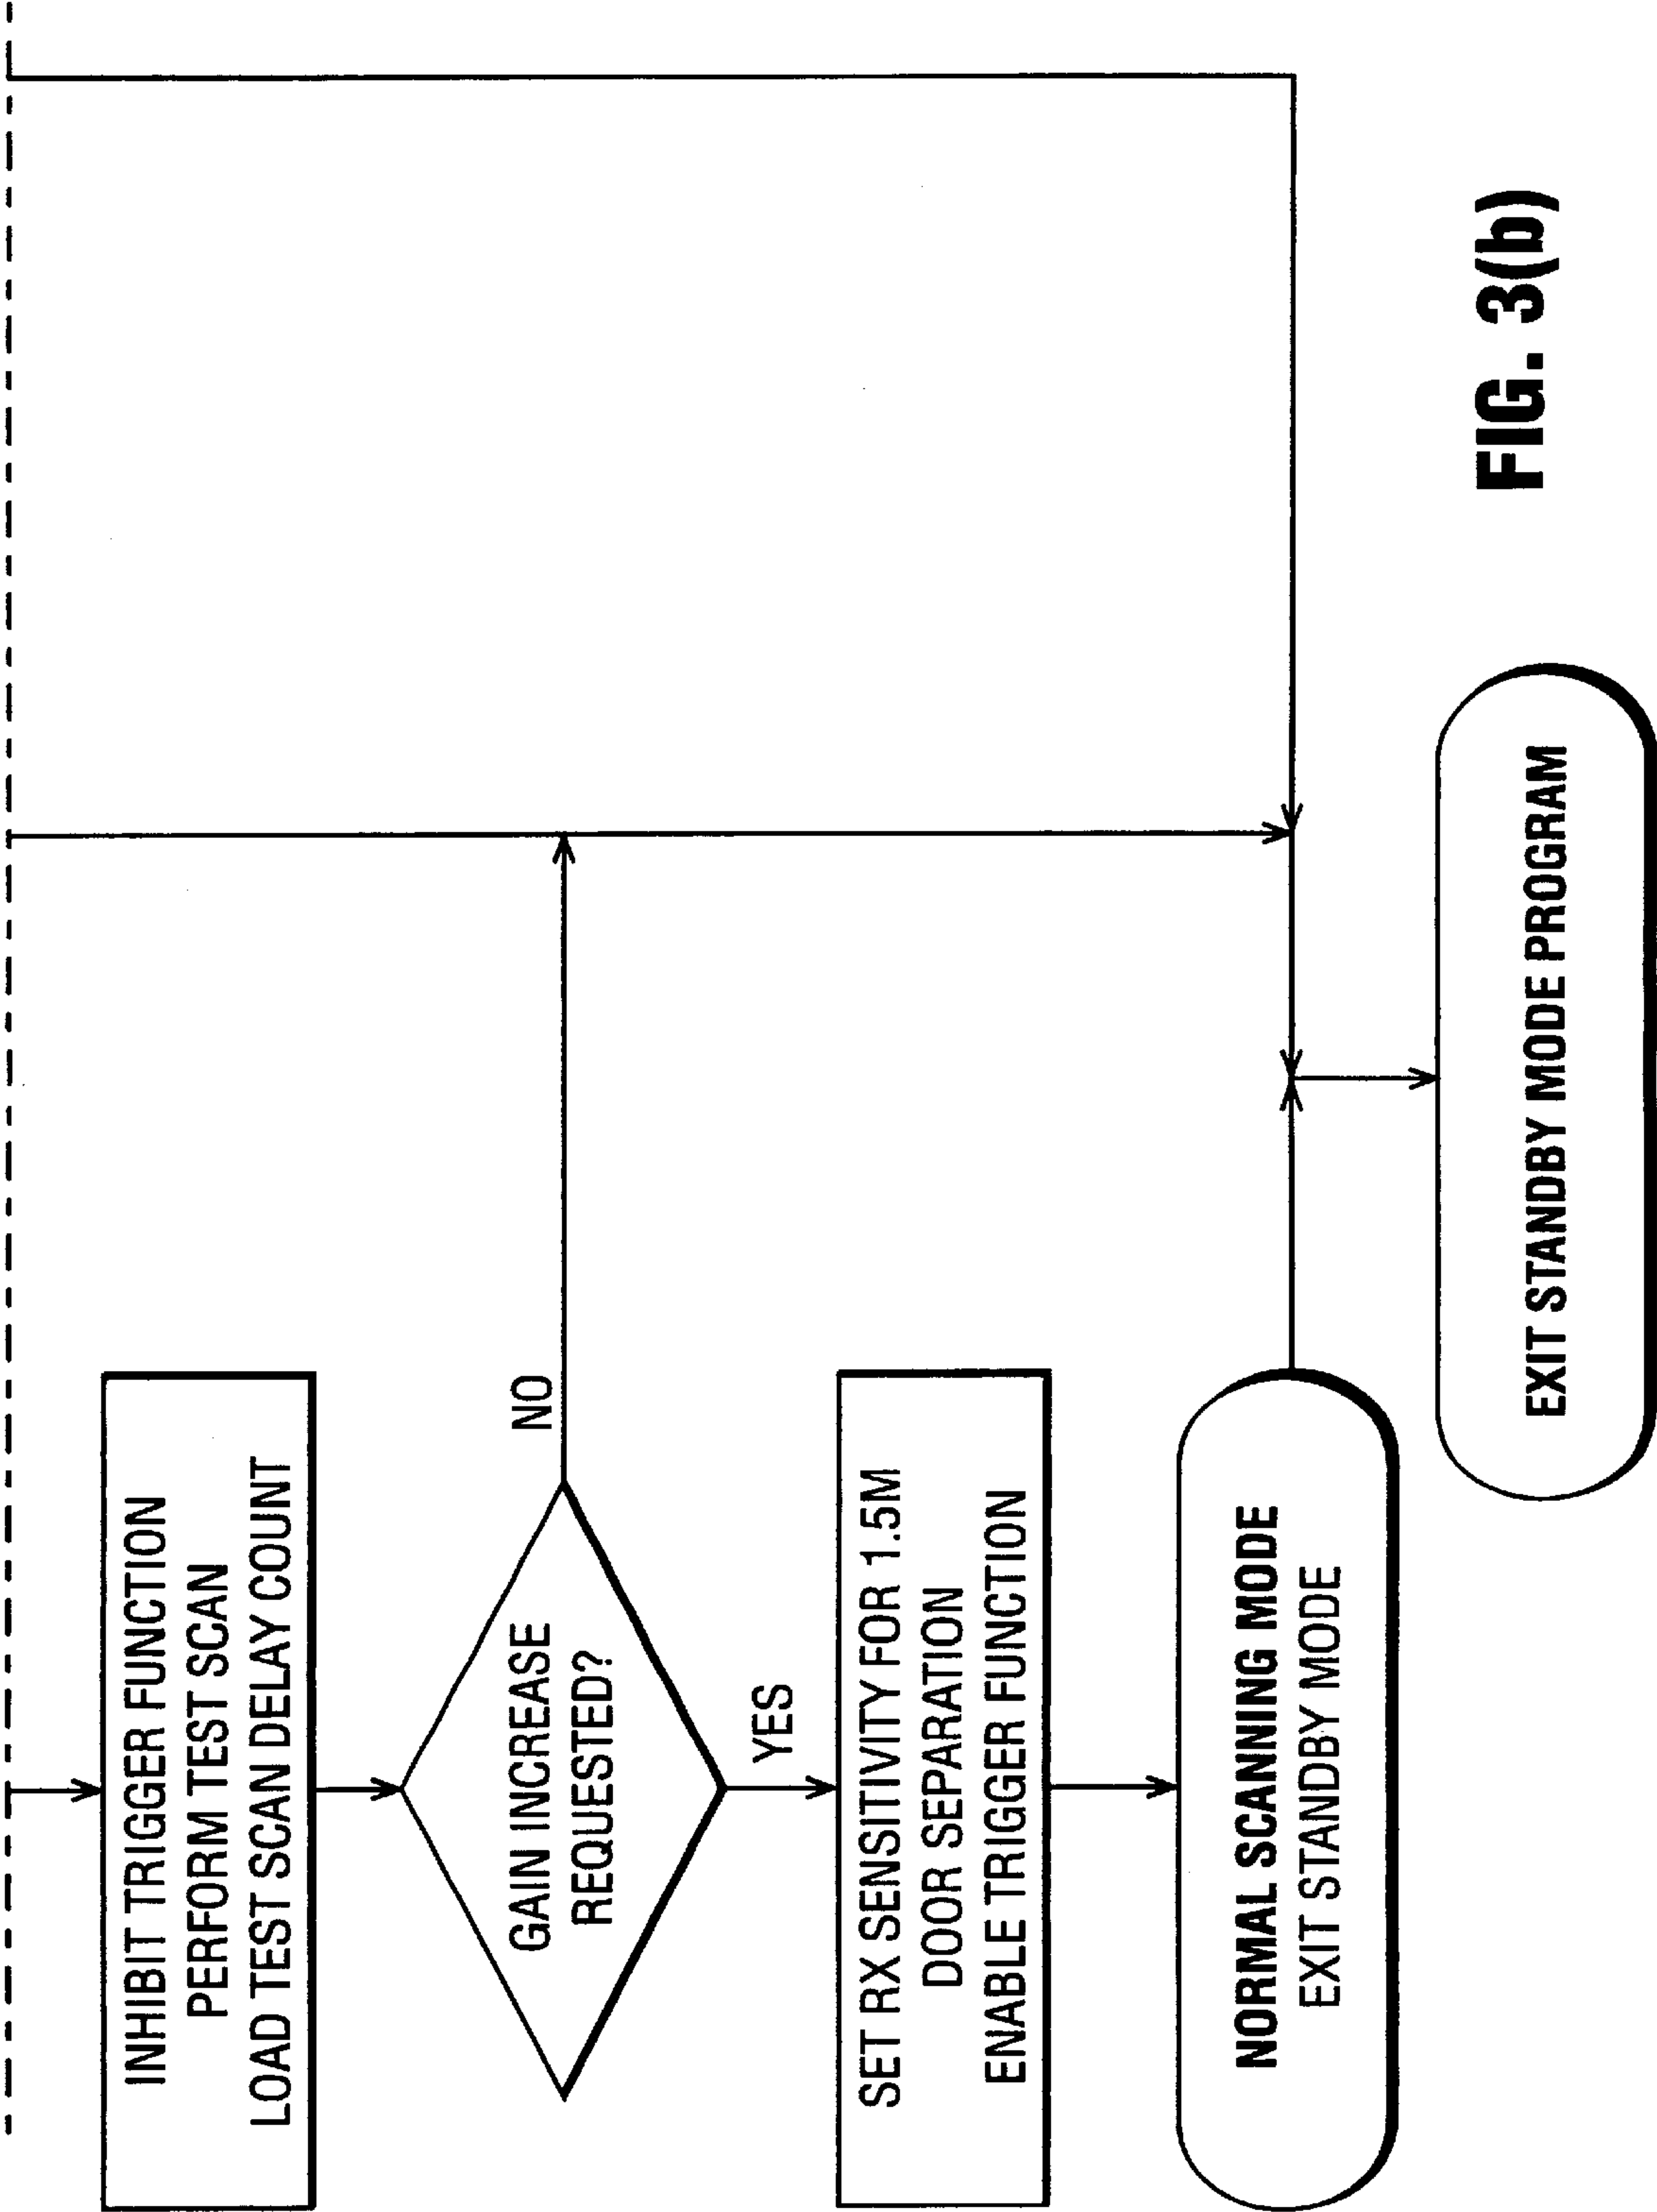 INHIBIT TRIGGER FUNCTION
PERFORM TEST SCAN
LOAD TEST SCAN DELAY COUNT
GAIN INCREASE
REQUESTED?
NO
YES
SET RX SENSITIVITY FOR 1.5M
DOOR SEPARATION
ENABLE TRIGGER FUNCTION
NORMAL SCANNING MODE
EXIT STANDBY MODE
EXIT STANDBY MODE PROGRAM
FIG. 3(b)